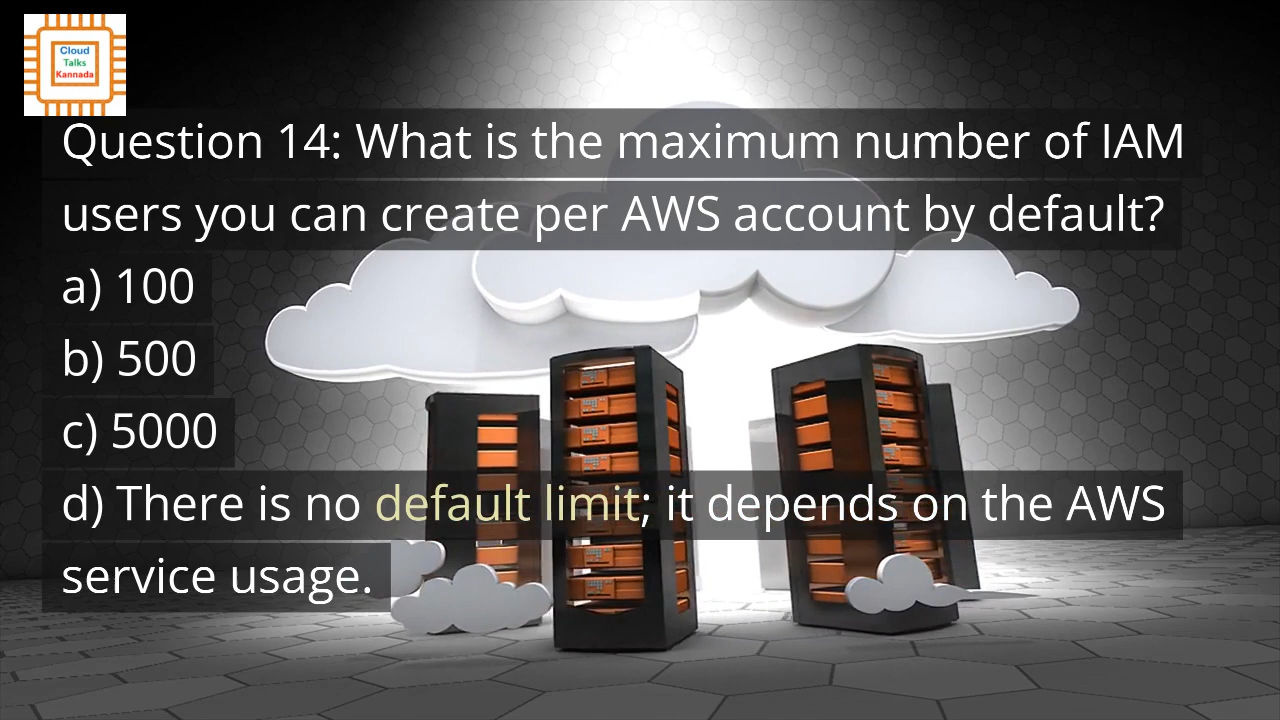 Cloud
Talks
Kannada
Question 14: What is the maximum number of IAM
users you can create per AWS account by default?
a) 100
b) 500
c) 5000
d) There is no default limit; it depends on the AWS
service usage.